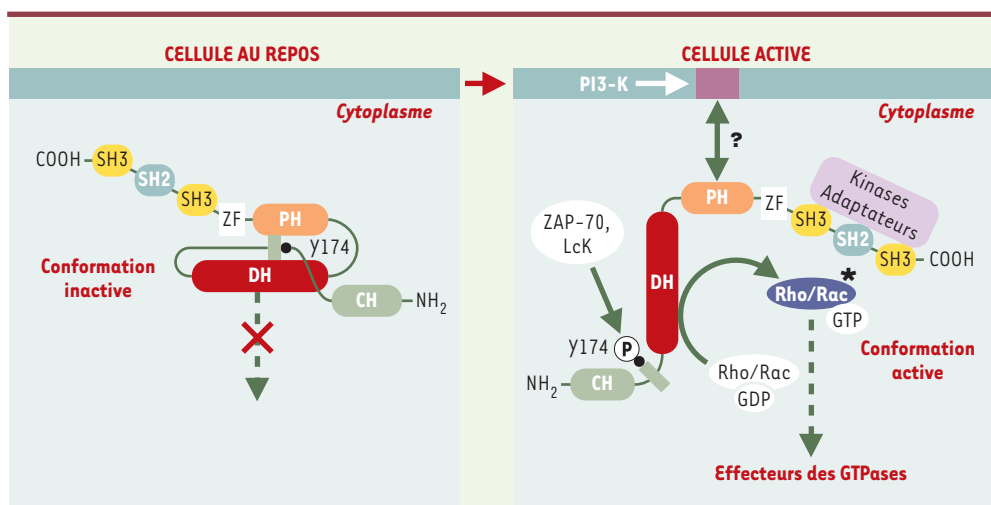 CELLULE AU REPOS
Cytoplasme
COOH
SH3
SH2
SH3
ZF
PH
Y174
DH
CH
NH₂
Conformation
inactive
CELLULE ACTIVE
PI3-K
Cytoplasme
?
PH
ZF
SH3
SH2
SH3
COOH
Kinases
Adaptateurs
ZAP-70,
LcK
DH
Y174
P
NH₂
CH
Rho/Rac
GDP
Rho/Rac
*
GTP
Conformation
active
Effecteurs des GTPases